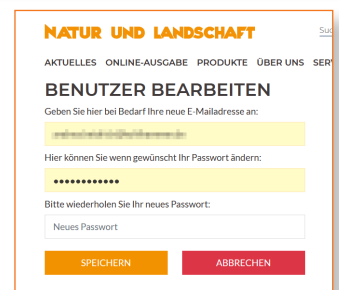 NATUR UND LANDSCHAFT
AKTUELLES ONLINE-AUSGABE PRODUKTE ÜBER UNS
BENUTZER BEARBEITEN
Geben Sie hier bei Bedarf Ihre neue E-Mailadresse an:
Hier können Sie wenn gewünscht Ihr Passwort ändern:
••••••••••••
Bitte wiederholen Sie Ihr neues Passwort:
Neues Passwort
SPEICHERN ABBRECHEN